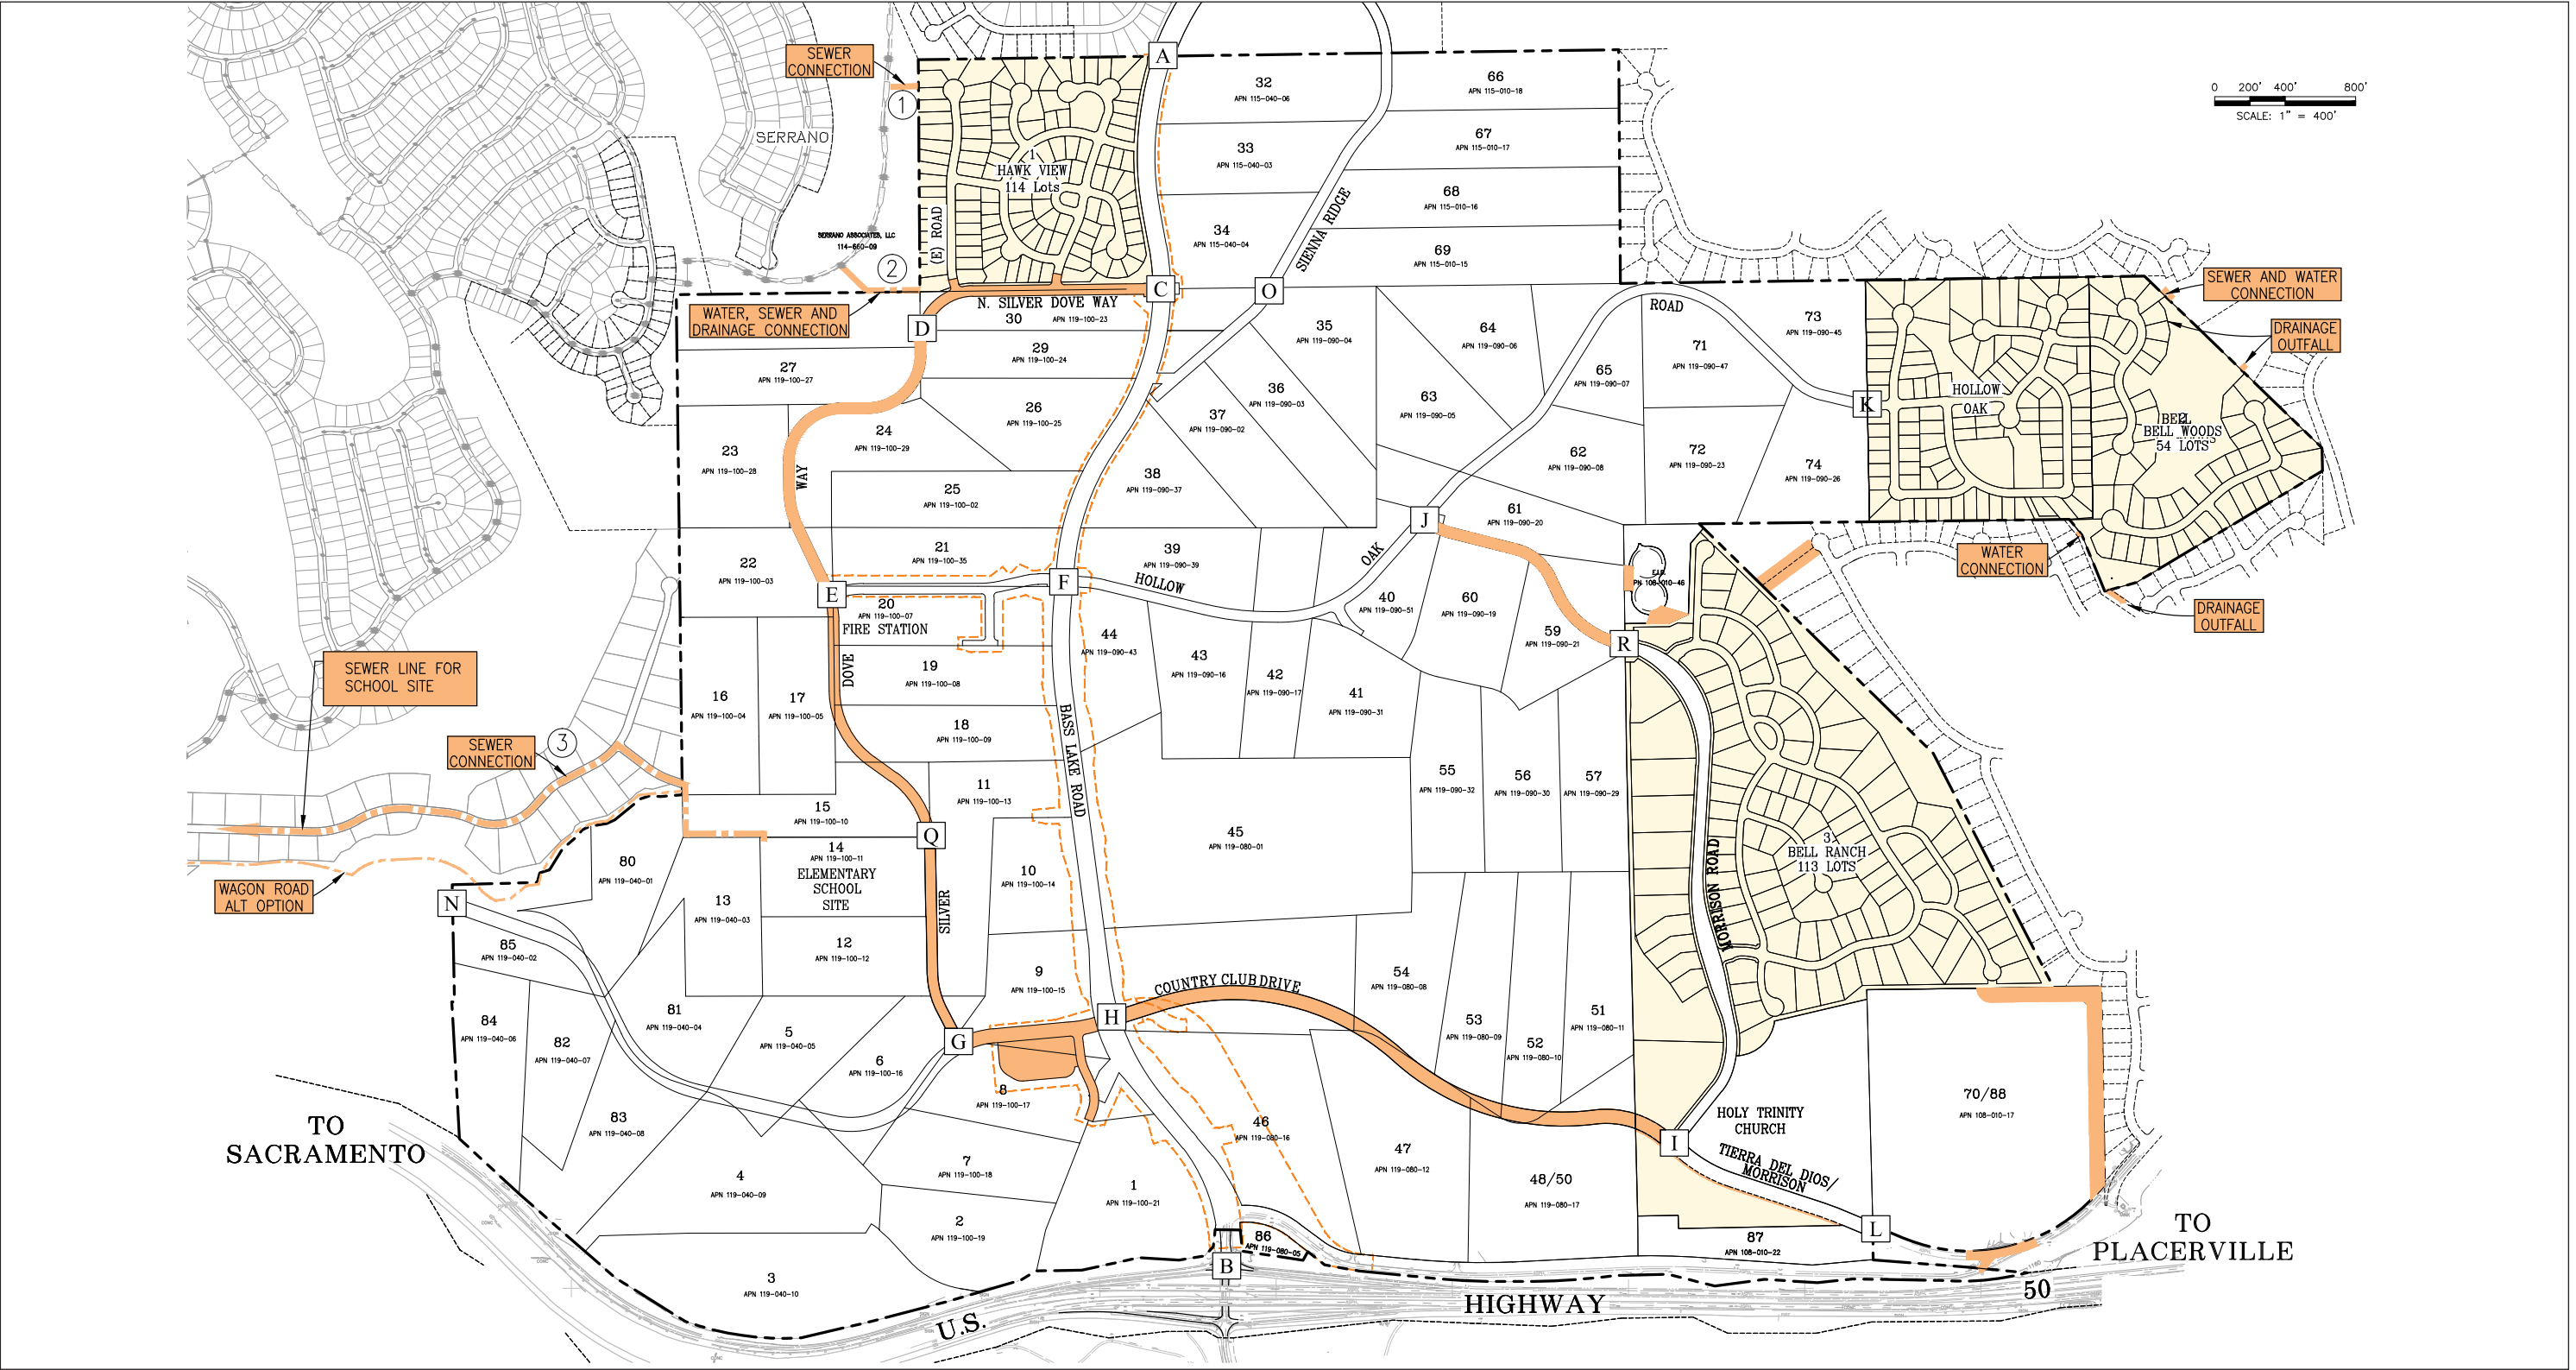 SEWER
CONNECTION
1
SERRANO
SERRANO ASSOCIATES, LLC
114-660-09
2
WATER, SEWER AND
DRAINAGE CONNECTION
(E) ROAD
1
HAWK VIEW
114 Lots
A
32
APN 115-040-06
33
APN 115-040-03
34
APN 115-040-04
SIENNA RIDGE
66
APN 115-010-18
67
APN 115-010-17
68
APN 115-010-16
69
APN 115-010-15
0 200' 400' 800'
SCALE: 1" = 400'
SEWER AND WATER
CONNECTION
DRAINAGE
OUTFALL
C
O
N. SILVER DOVE WAY
D
30
APN 119-100-23
29
APN 119-100-24
27
APN 119-100-27
26
APN 119-100-25
24
APN 119-100-29
23
APN 119-100-28
WAY
25
APN 119-100-02
35
APN 119-090-04
36
APN 119-090-03
37
APN 119-090-02
38
APN 119-090-37
64
APN 119-090-06
63
APN 119-090-05
65
APN 119-090-07
62
APN 119-090-08
ROAD
71
APN 119-090-47
73
APN 119-090-45
72
APN 119-090-23
74
APN 119-090-26
K
HOLLOW
OAK
BELL WOODS
54 LOTS
WATER
CONNECTION
DRAINAGE
OUTFALL
22
APN 119-100-03
21
APN 119-100-35
E
20
APN 119-100-07
FIRE STATION
F
HOLLOW
OAK
39
APN 119-090-39
J
61
APN 119-090-20
40
APN 119-090-51
60
APN 119-090-19
59
APN 119-090-21
R
44
APN 119-090-43
43
APN 119-090-16
42
APN 119-090-17
41
APN 119-090-31
19
APN 119-100-08
18
APN 119-100-09
DOVE
16
APN 119-100-04
17
APN 119-100-05
BASS LAKE ROAD
SEWER LINE FOR
SCHOOL SITE
SEWER
CONNECTION
3
WAGON ROAD
ALT OPTION
15
APN 119-100-10
11
APN 119-100-13
Q
14
APN 119-100-11
ELEMENTARY
SCHOOL
SITE
SILVER
10
APN 119-100-14
45
APN 119-080-01
55
APN 119-090-32
56
APN 119-090-30
57
APN 119-090-29
MORRISON ROAD
3
BELL RANCH
113 LOTS
80
APN 119-040-01
13
APN 119-040-03
12
APN 119-100-12
N
85
APN 119-040-02
84
APN 119-040-06
82
APN 119-040-07
81
APN 119-040-04
5
APN 119-040-05
6
APN 119-100-16
9
APN 119-100-15
G
H
COUNTRY CLUB DRIVE
54
APN 119-080-08
53
APN 119-080-09
52
APN 119-080-10
51
APN 119-080-11
8
APN 119-100-17
83
APN 119-040-08
4
APN 119-040-09
7
APN 119-100-18
2
APN 119-100-19
3
APN 119-040-10
1
APN 119-100-21
46
APN 119-080-16
47
APN 119-080-12
48/50
APN 119-080-17
I
HOLY TRINITY
CHURCH
TIERRA DEL DIOS/
MORRISON
70/88
APN 108-010-17
L
87
APN 108-010-22
86
APN 119-080-05
B
TO
SACRAMENTO
TO
PLACERVILLE
U.S.
HIGHWAY
50